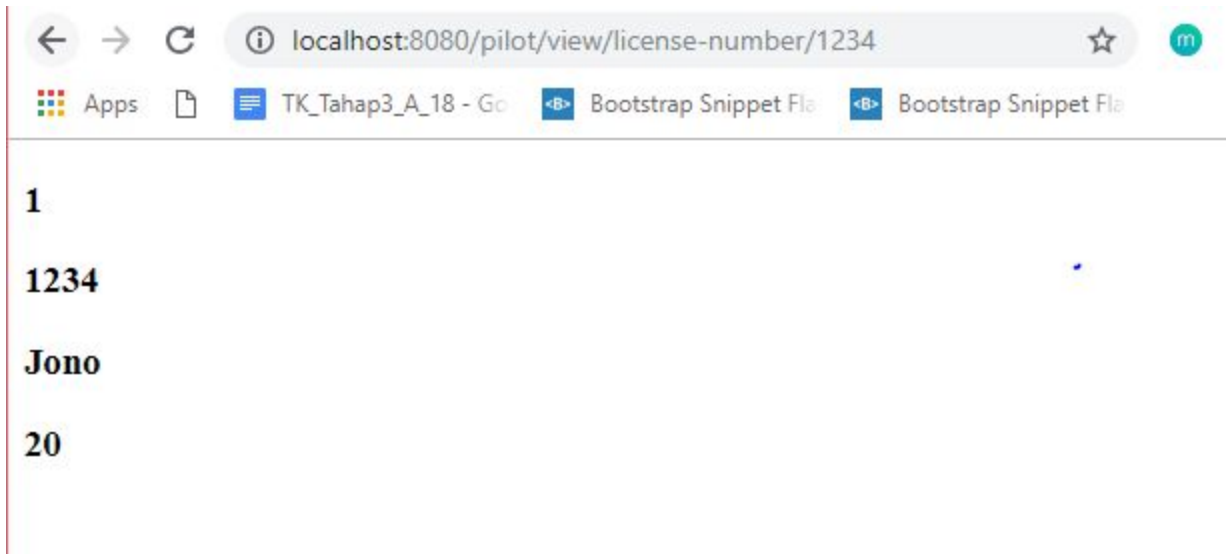 localhost:8080/pilot/view/license-number/1234
m
Apps TK_Tahap3_A_18 - Go <B> Bootstrap Snippet Fla <B> Bootstrap Snippet Fla
1
1234
Jono
20